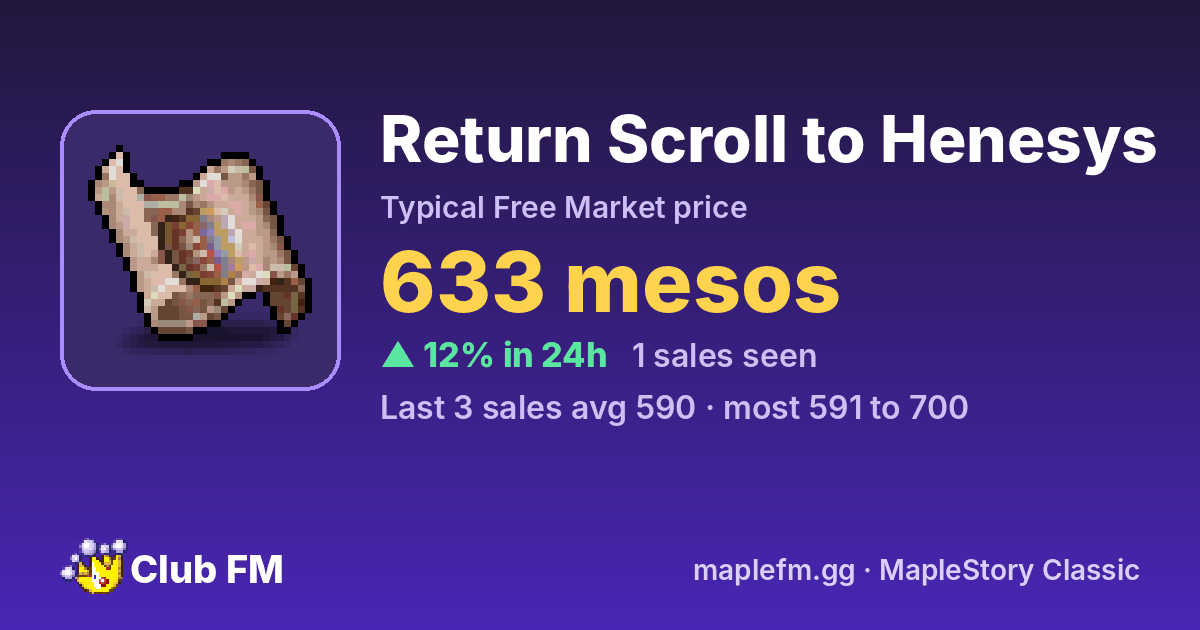 Return Scroll to Henesys
Typical Free Market price
633 mesos
▲ 12% in 24h 1 sales seen
Last 3 sales avg 590 · most 591 to 700
Club FM
maplefm.gg · MapleStory Classic